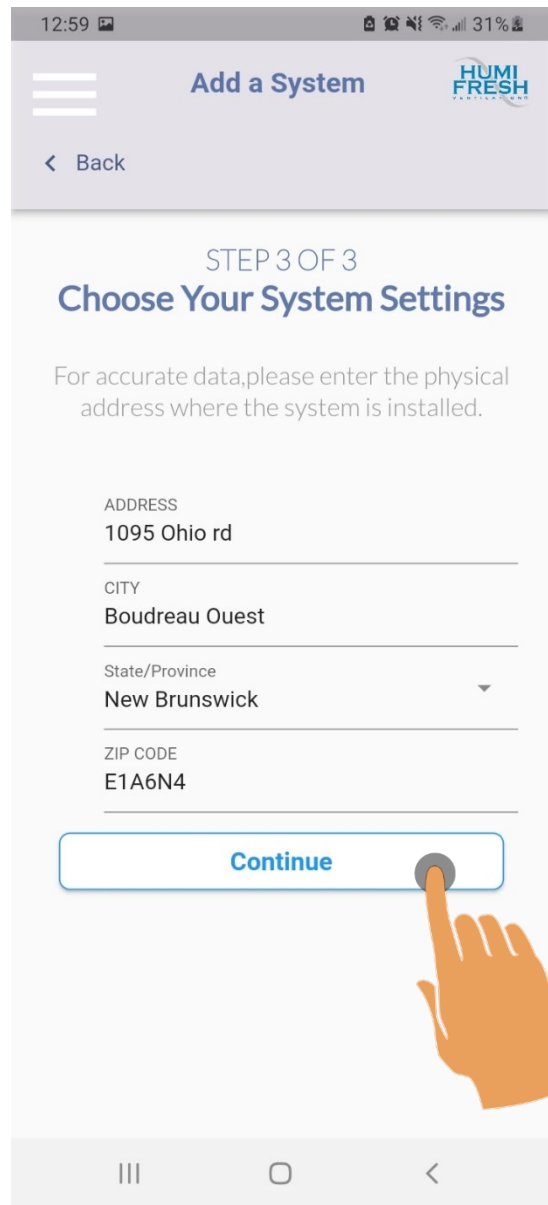 12:59 31%
Add a System
HUMI
FRESH
Back
STEP 3 OF 3
Choose Your System Settings
For accurate data,please enter the physical
address where the system is installed.
ADDRESS
1095 Ohio rd
CITY
Boudreau Ouest
State/Province
New Brunswick
ZIP CODE
E1A6N4
Continue